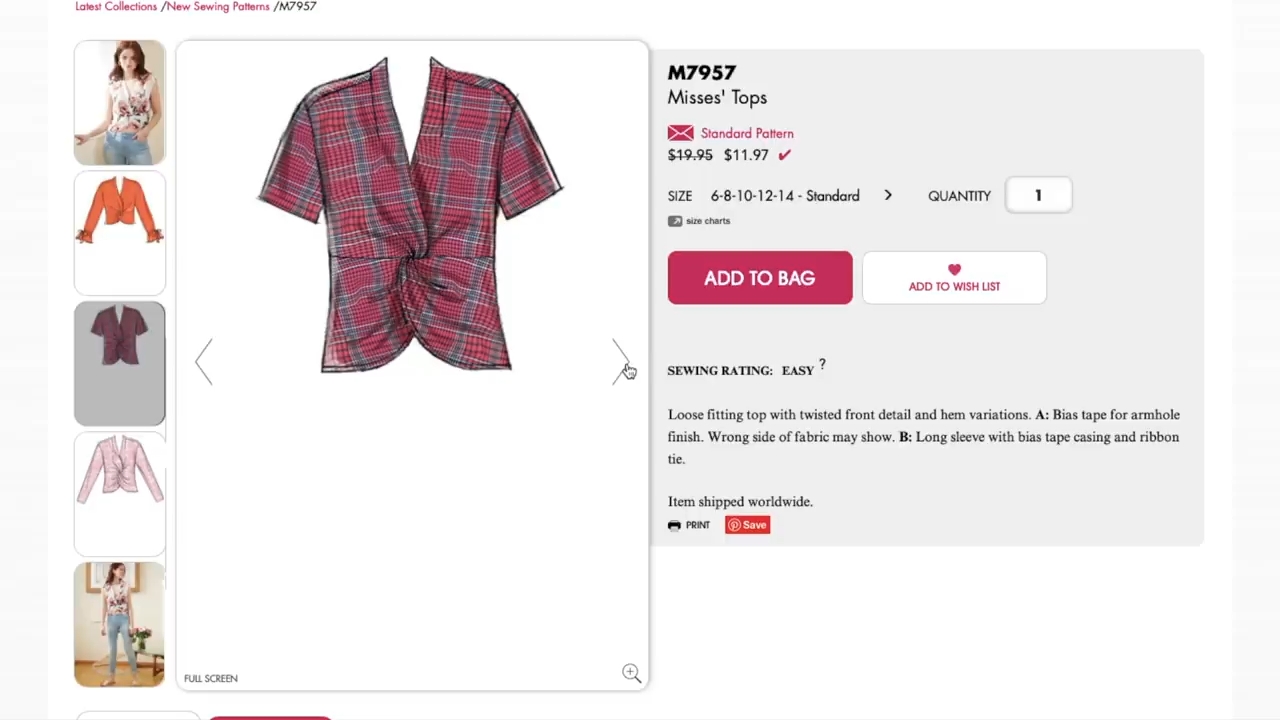 Latest Collections /New Sewing Patterns /M7957
M7957
Misses' Tops
Standard Pattern
$19.95 $11.97
SIZE 6-8-10-12-14 - Standard > QUANTITY 1
size charts
ADD TO BAG
ADD TO WISH LIST
SEWING RATING: EASY ?
Loose fitting top with twisted front detail and hem variations. A: Bias tape for armhole
finish. Wrong side of fabric may show. B: Long sleeve with bias tape casing and ribbon
tie.
Item shipped worldwide.
PRINT Save
FULL SCREEN